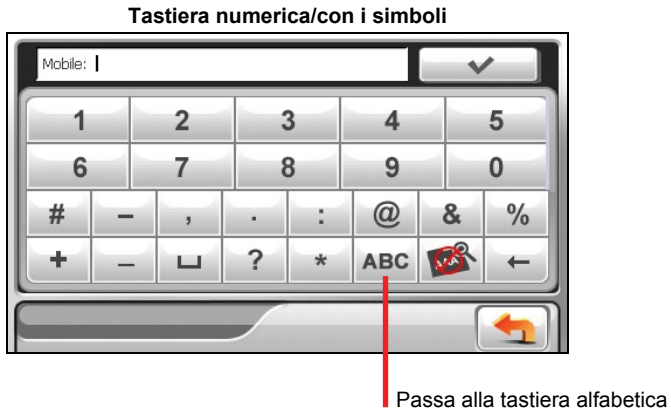 Tastiera numerica/con i simboli
Mobile:
1 2 3 4 5
6 7 8 9 0
# – , . : @ & %
+ _ ? * ABC ←
Passa alla tastiera alfabetica